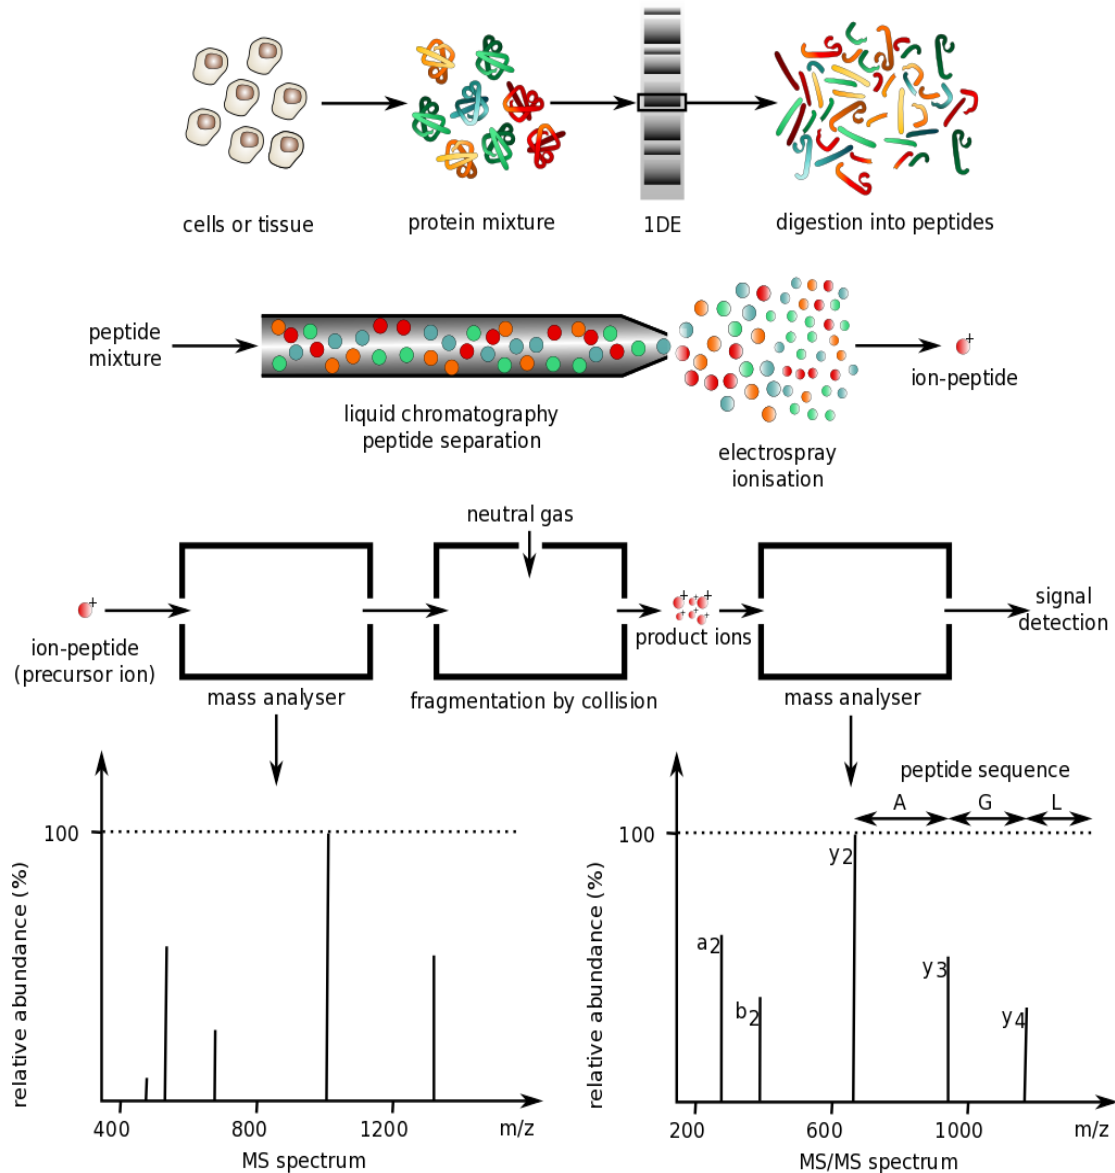 cells or tissue
protein mixture
1DE
digestion into peptides
peptide
mixture
liquid chromatography
peptide separation
electrospray
ionisation
+
ion-peptide
neutral gas
+
ion-peptide
(precursor ion)
mass analyser
fragmentation by collision
+ + +
+ + +
product ions
mass analyser
signal
detection
relative abundance (%)
100
400 800 1200 m/z
MS spectrum
peptide sequence
A G L
relative abundance (%)
100
a2
b2
y2
y3
y4
200 600 1000 m/z
MS/MS spectrum